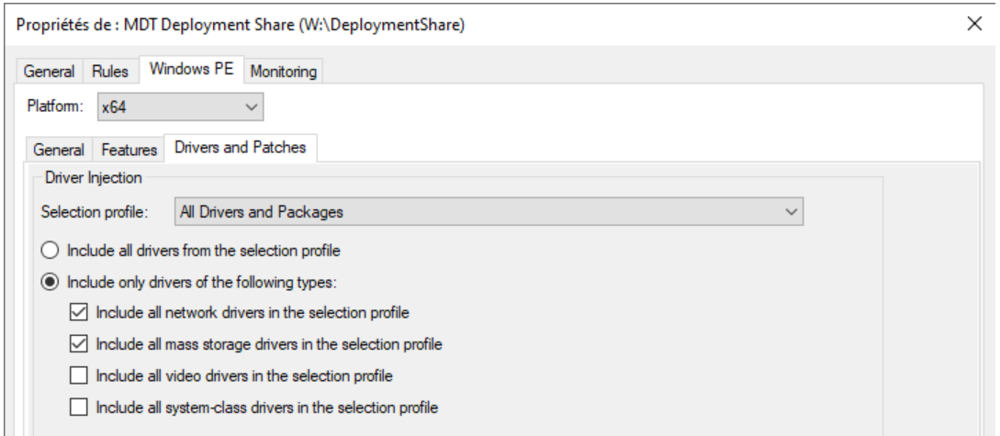 Propriétés de : MDT Deployment Share (W:\DeploymentShare)
General Rules Windows PE Monitoring
Platform: x64
General Features Drivers and Patches
Driver Injection
Selection profile: All Drivers and Packages
Include all drivers from the selection profile
Include only drivers of the following types:
Include all network drivers in the selection profile
Include all mass storage drivers in the selection profile
Include all video drivers in the selection profile
Include all system-class drivers in the selection profile